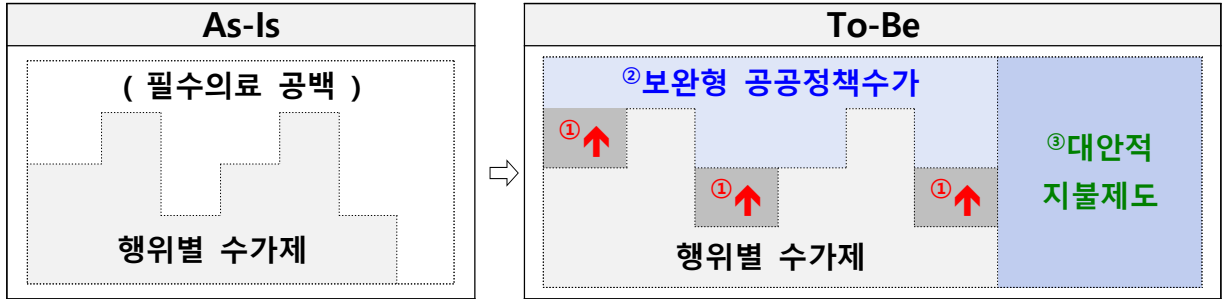 As-Is
( 필수의료 공백 )
행위별 수가제
⇨
To-Be
②보완형 공공정책수가
①↑
①↑
①↑
행위별 수가제
③대안적
지불제도